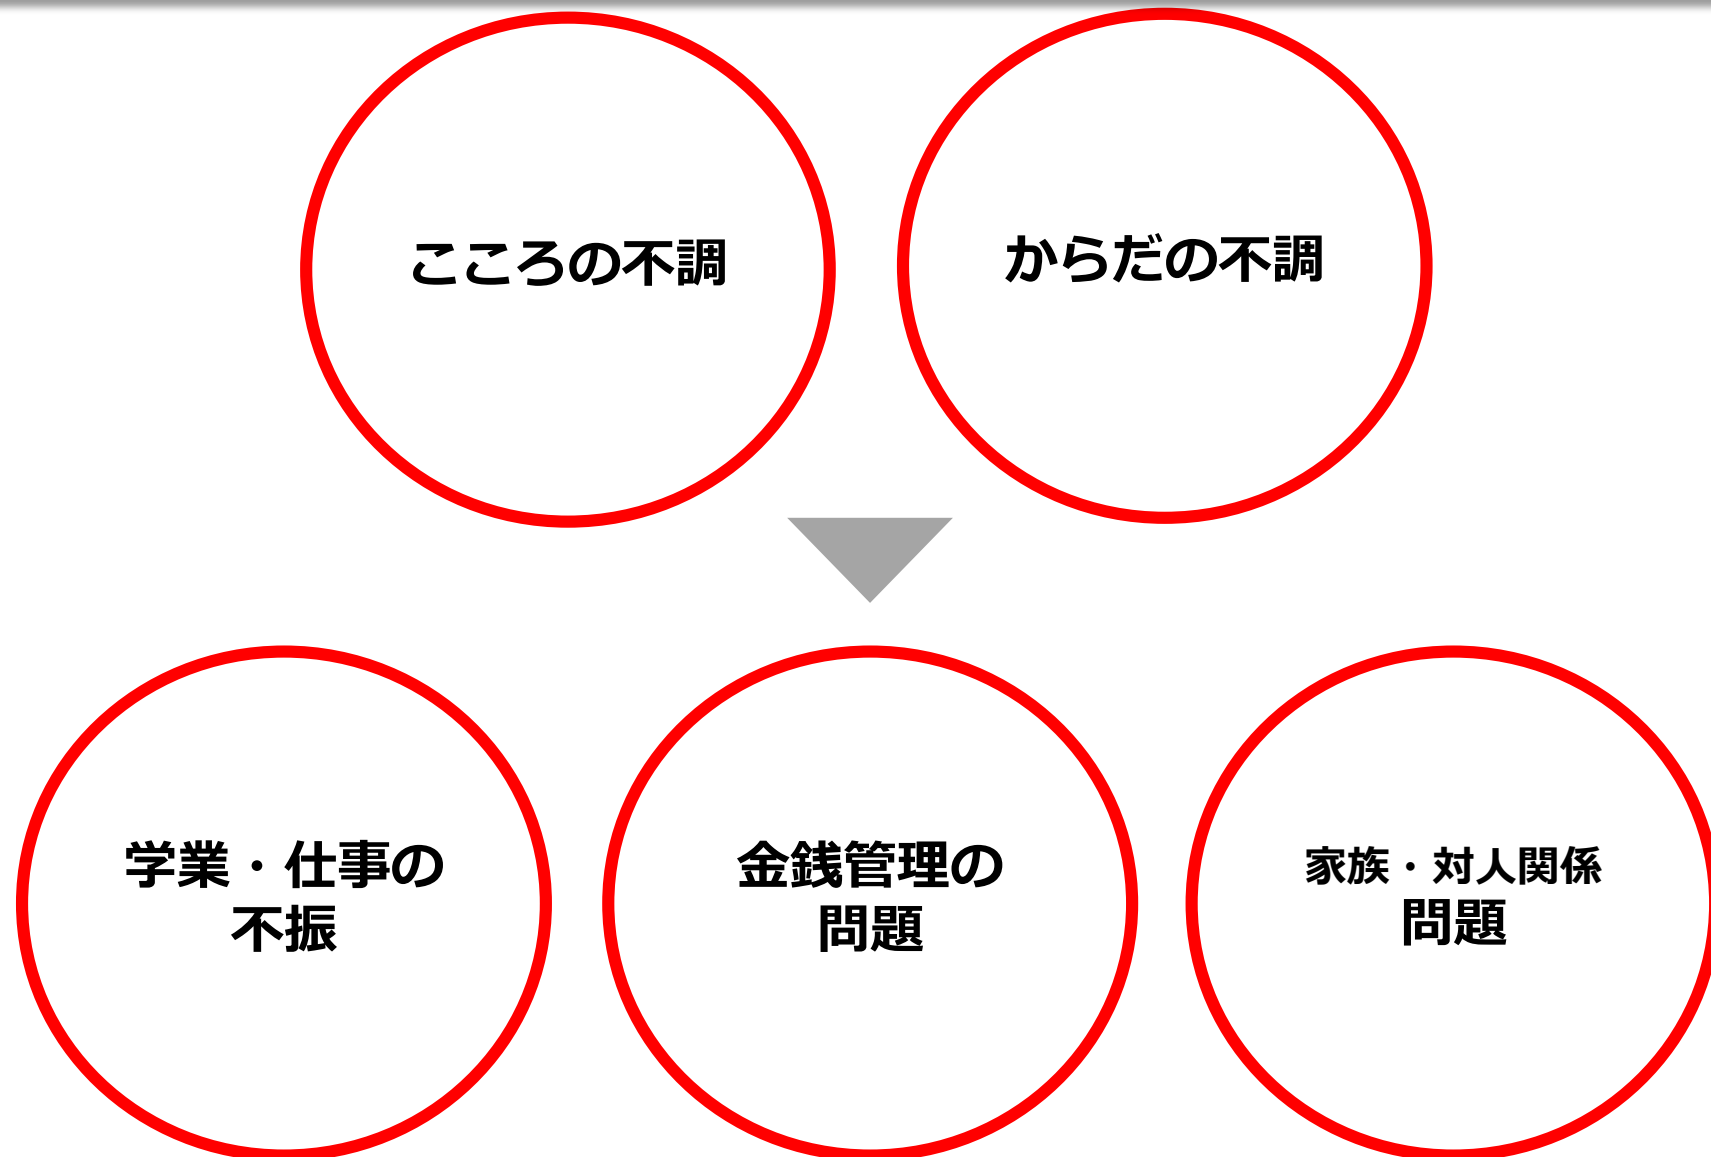 こころの不調
からだの不調
学業・仕事の
不振
金銭管理の
問題
家族・対人関係
問題